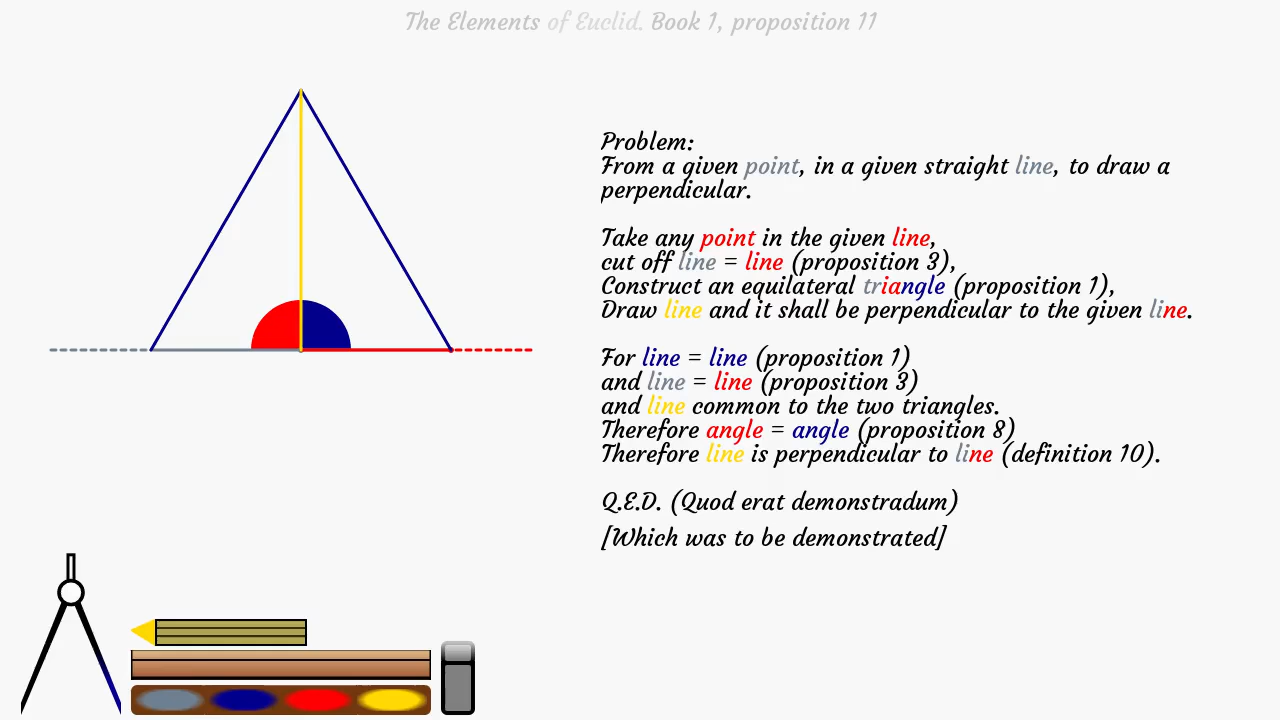 The Elements of Euclid. Book 1, proposition 11
Problem:
From a given point, in a given straight line, to draw a
perpendicular.
Take any point in the given line,
cut off line = line (proposition 3),
Construct an equilateral triangle (proposition 1),
Draw line and it shall be perpendicular to the given line.
For line = line (proposition 1)
and line = line (proposition 3)
and line common to the two triangles.
Therefore angle = angle (proposition 8)
Therefore line is perpendicular to line (definition 10).
Q.E.D. (Quod erat demonstradum)
[Which was to be demonstrated]